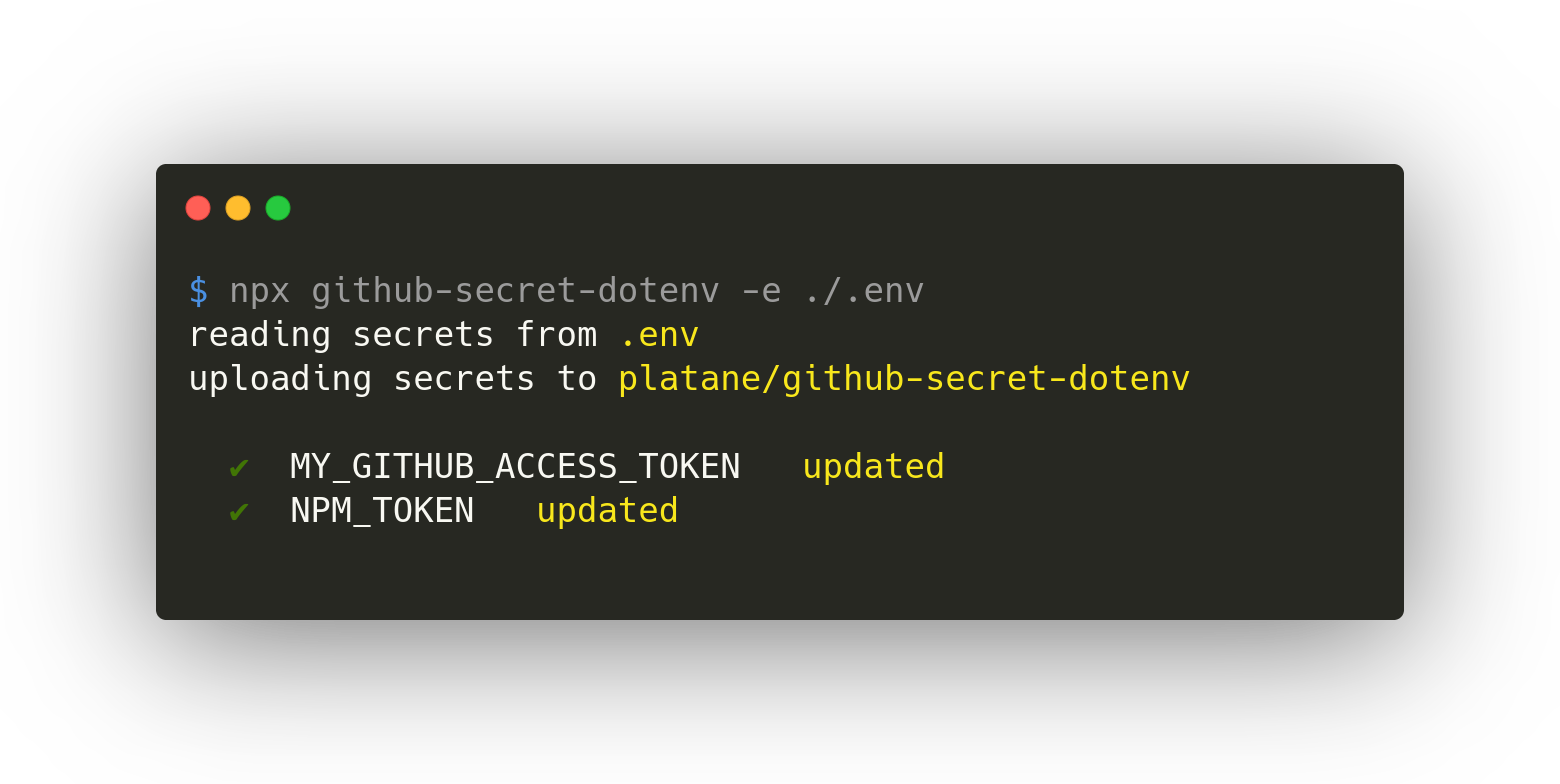 $ npx github-secret-dotenv -e ./.env
reading secrets from .env
uploading secrets to platane/github-secret-dotenv
✔ MY_GITHUB_ACCESS_TOKEN updated
✔ NPM_TOKEN updated